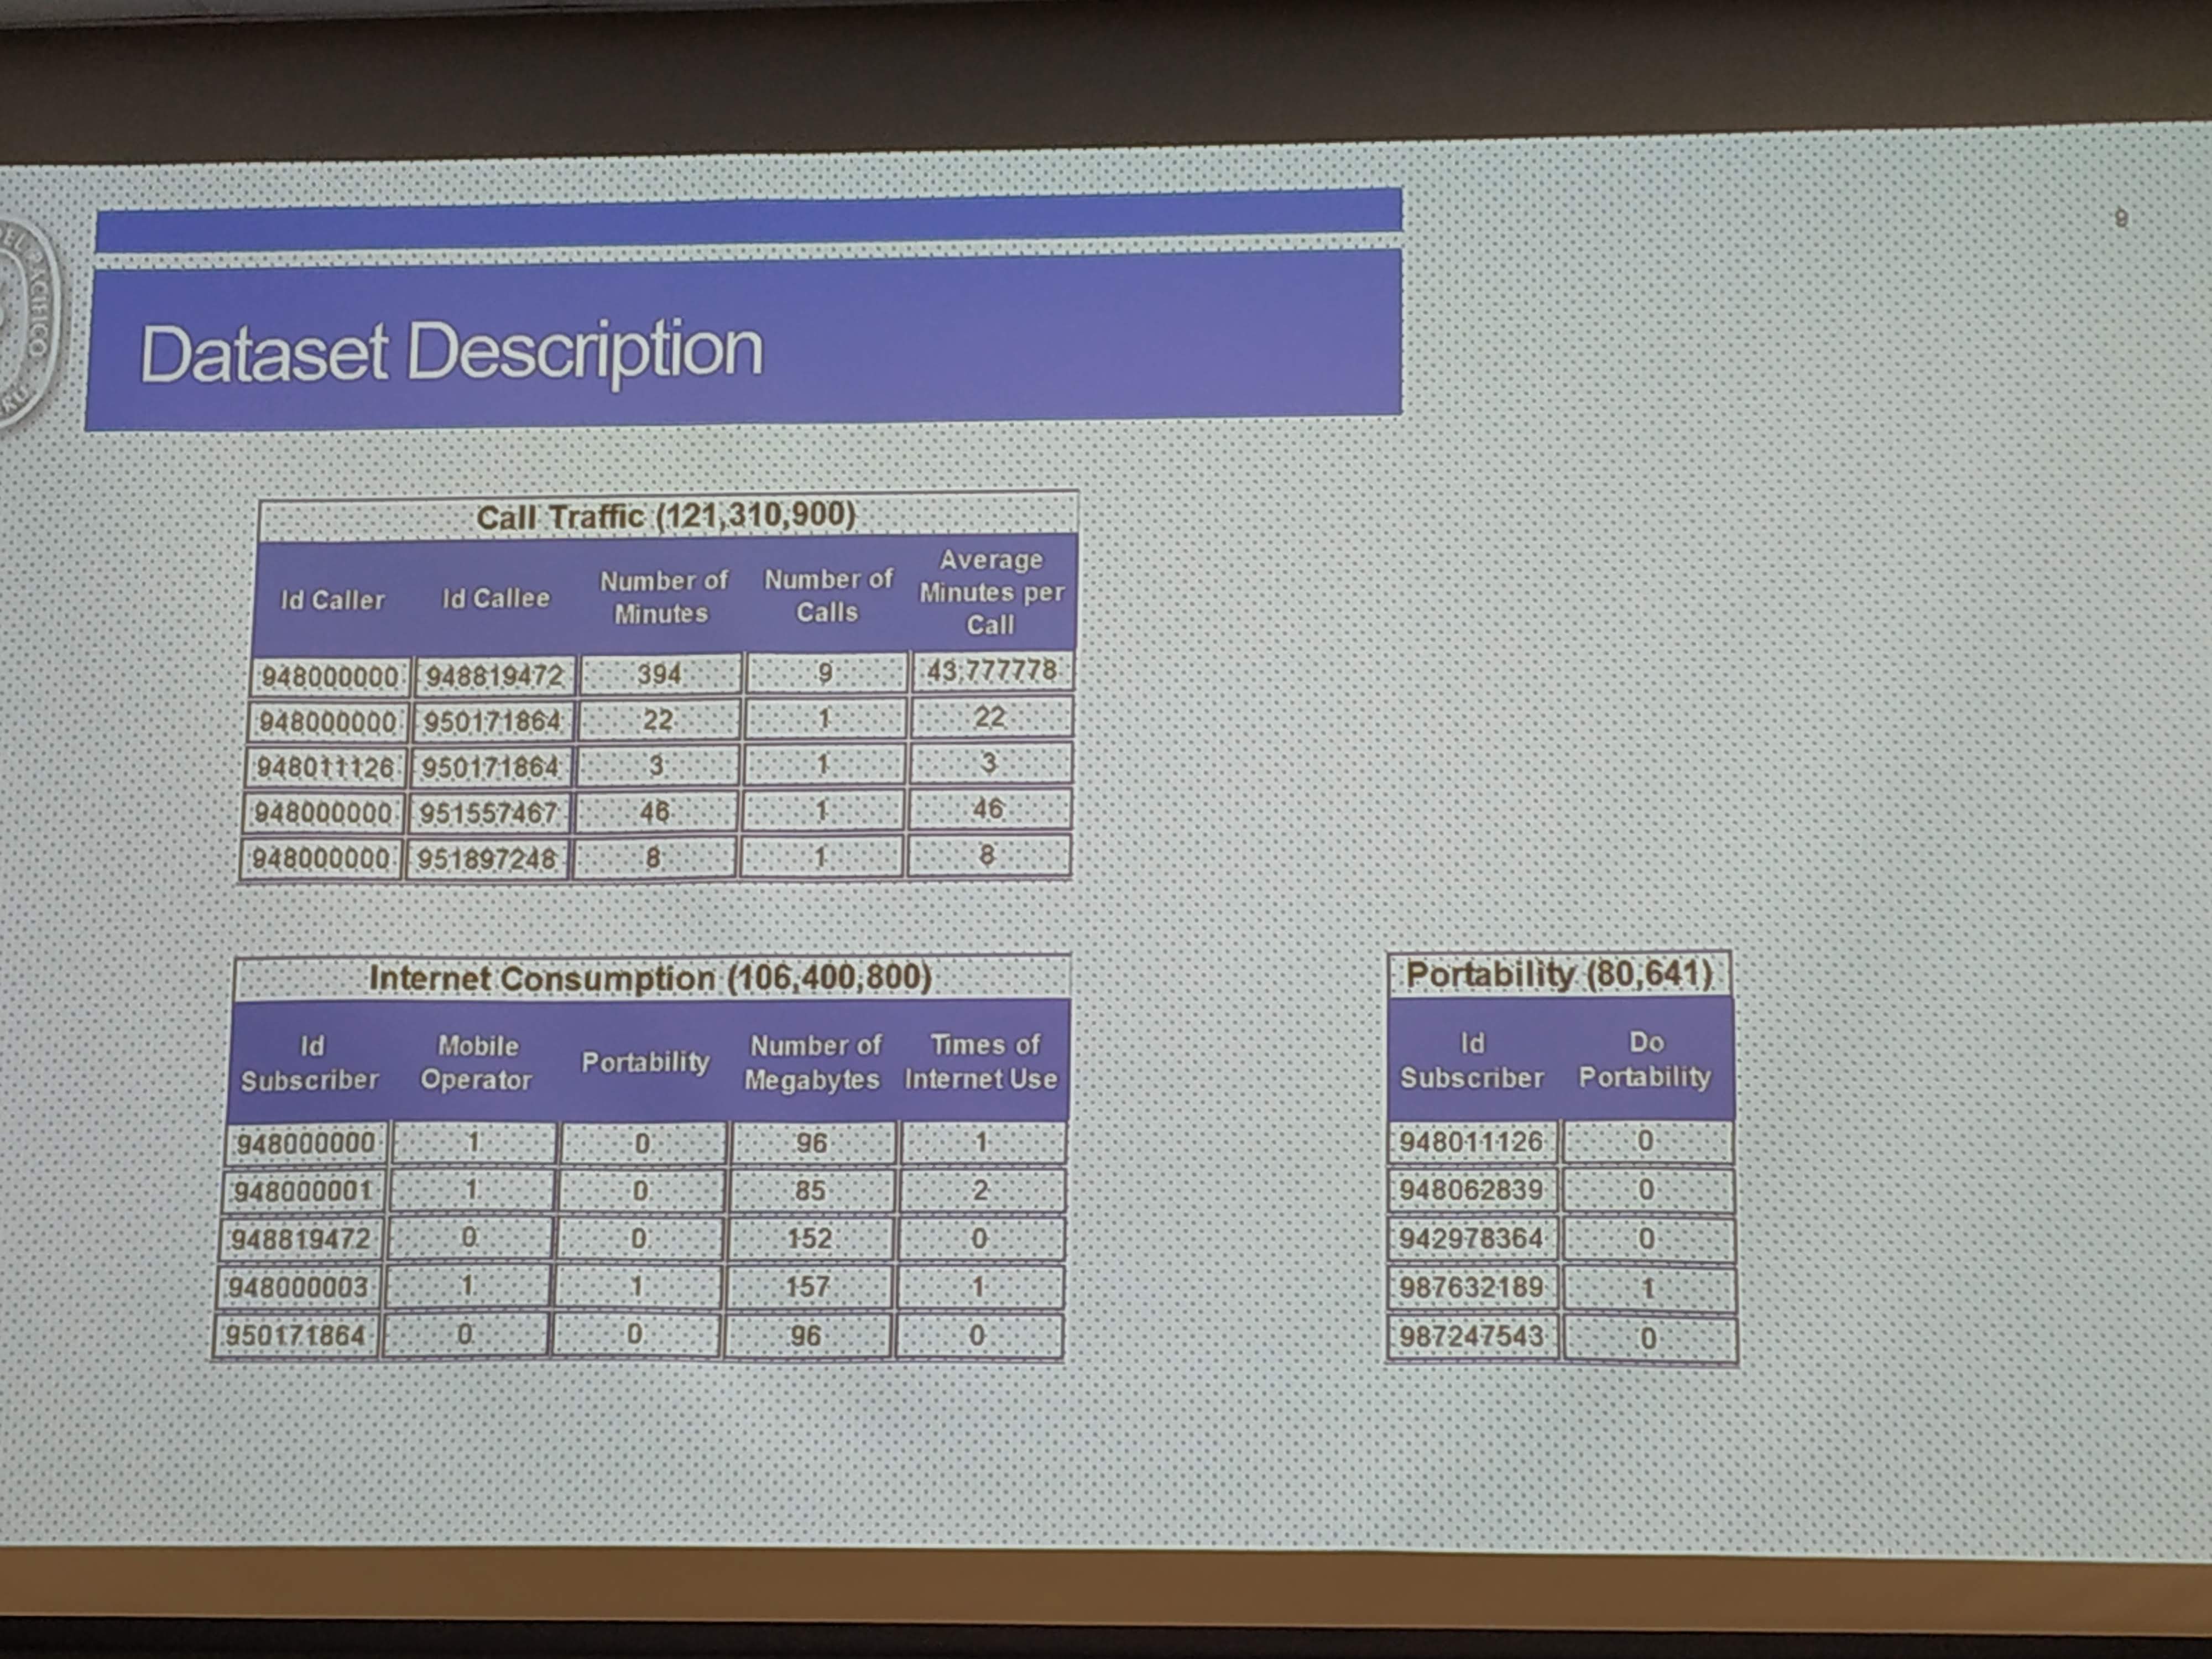 DEL PACIFICO
Dataset Description
Call Traffic (121,310,900)
Id Caller Id Callee Number of Minutes Number of Calls Average Minutes per Call
948000000 948819472 394 9 43.777778
948000000 950171864 22 1 22
948011126 950171864 3 1 3
948000000 951557467 46 1 46
948000000 951897248 8 1 8
Internet Consumption (106,400,800)
Id Subscriber Mobile Operator Portability Number of Megabytes Times of Internet Use
948000000 1 0 96 1
948000001 1 0 85 2
948819472 0 0 152 0
948000003 1 1 157 1
950171864 0 0 96 0
Portability (80,641)
Id Subscriber Do Portability
948011126 0
948062839 0
942978364 0
987632189 1
987247543 0